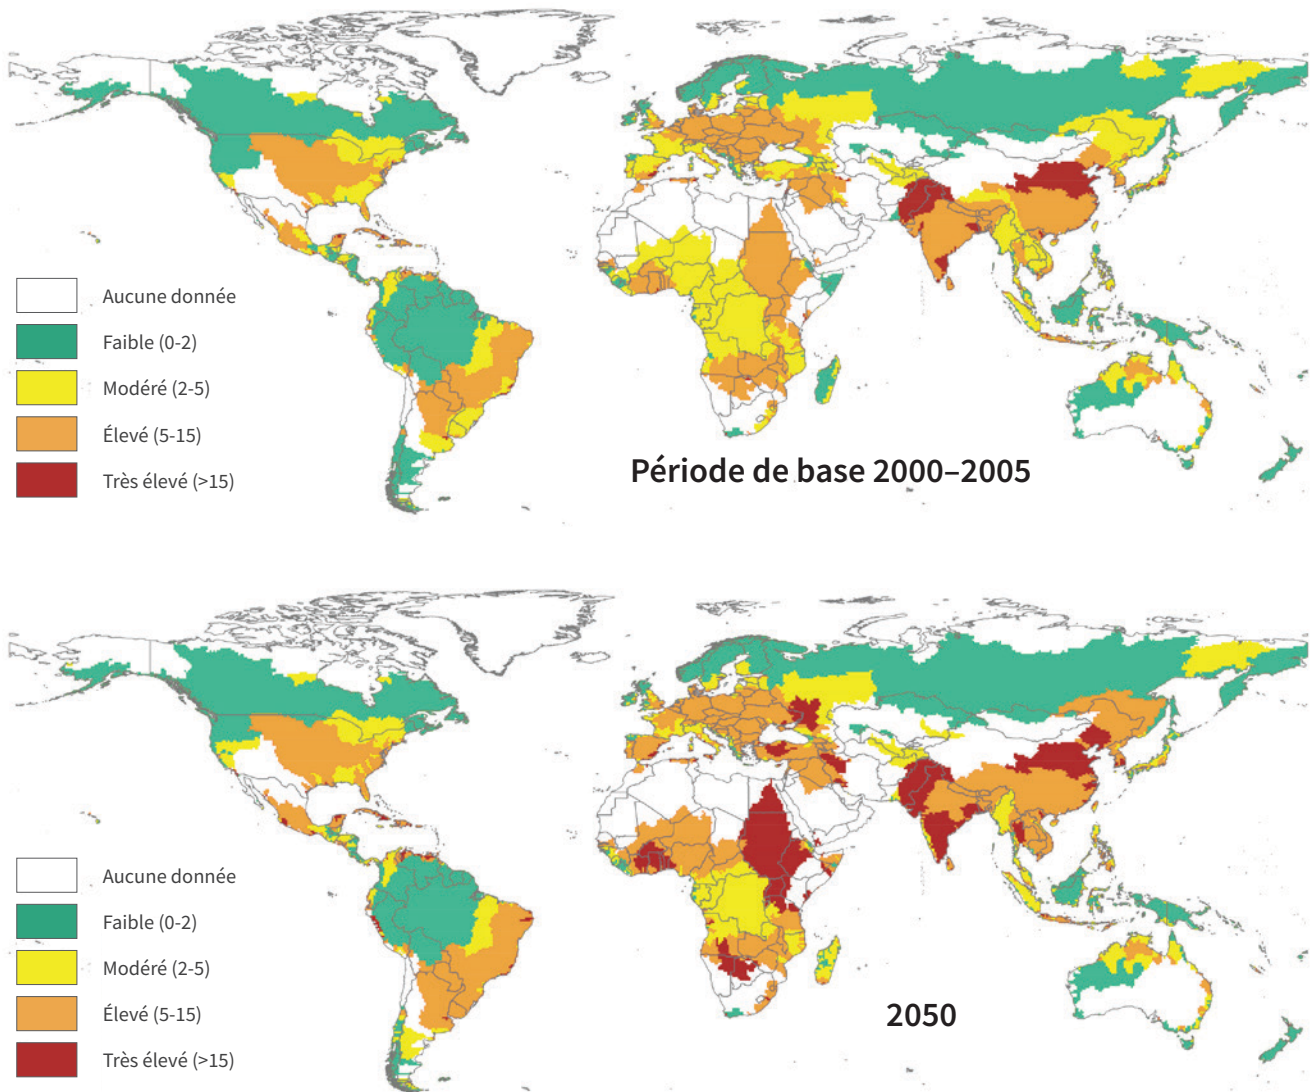 Aucune donnée
Faible (0-2)
Modéré (2-5)
Élevé (5-15)
Très élevé (>15)
Période de base 2000–2005
Aucune donnée
Faible (0-2)
Modéré (2-5)
Élevé (5-15)
Très élevé (>15)
2050